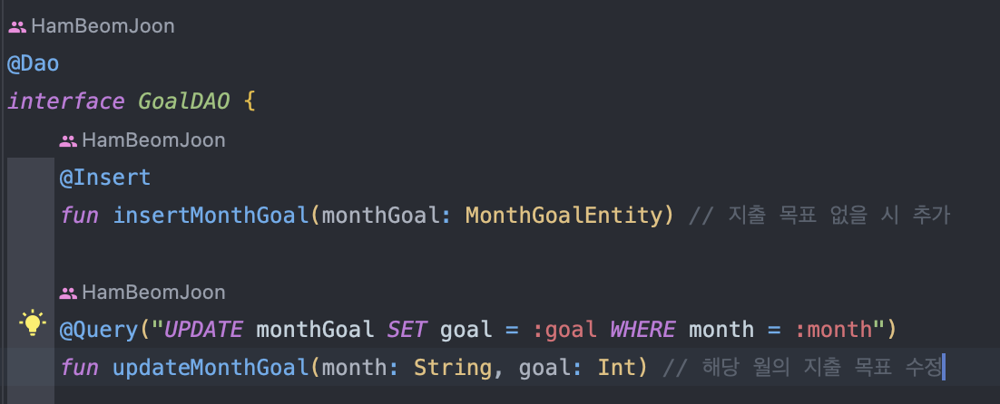 HamBeomJoon
@Dao
interface GoalDAO {
HamBeomJoon
@Insert
fun insertMonthGoal(monthGoal: MonthGoalEntity) // 지출 목표 없을 시 추가
HamBeomJoon
@Query("UPDATE monthGoal SET goal = :goal WHERE month = :month")
fun updateMonthGoal(month: String, goal: Int) // 해당 월의 지출 목표 수정